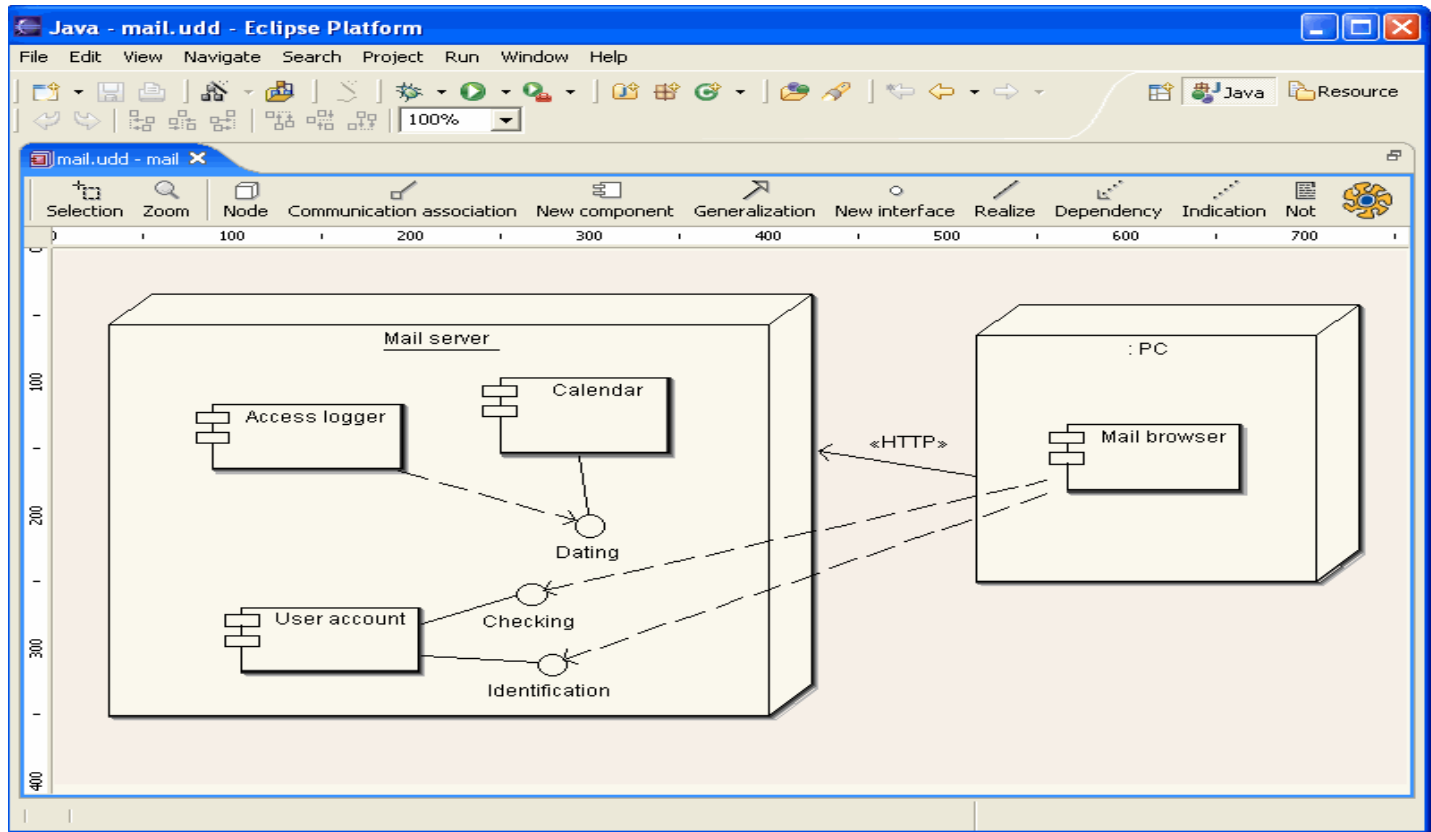 Java - mail.udd - Eclipse Platform
File Edit View Navigate Search Project Run Window Help
Java Resource
100%
mail.udd - mail
Selection Zoom Node Communication association New component Generalization New interface Realize Dependency Indication Not
0 100 200 300 400 500 600 700
0
100
200
300
400
Mail server
: PC
Calendar
Access logger
Mail browser
«HTTP»
Dating
Checking
User account
Identification